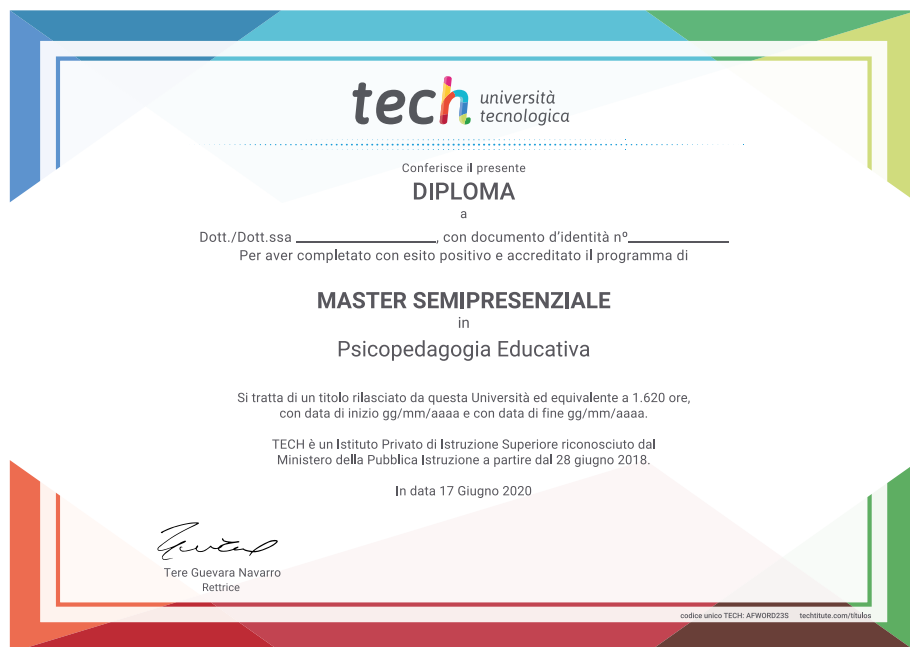 tech università
tecnologica
Conferisce il presente
DIPLOMA
a
Dott./Dott.ssa ________________, con documento d'identità nº____________
Per aver completato con esito positivo e accreditato il programma di
MASTER SEMIPRESENZIALE
in
Psicopedagogia Educativa
Si tratta di un titolo rilasciato da questa Università ed equivalente a 1.620 ore,
con data di inizio gg/mm/aaaa e con data di fine gg/mm/aaaa.
TECH è un Istituto Privato di Istruzione Superiore riconosciuto dal
Ministero della Pubblica Istruzione a partire dal 28 giugno 2018.
In data 17 Giugno 2020
Tere Guevara Navarro
Rettrice
codice unico TECH: AFWORD23S techtitute.com/titulos